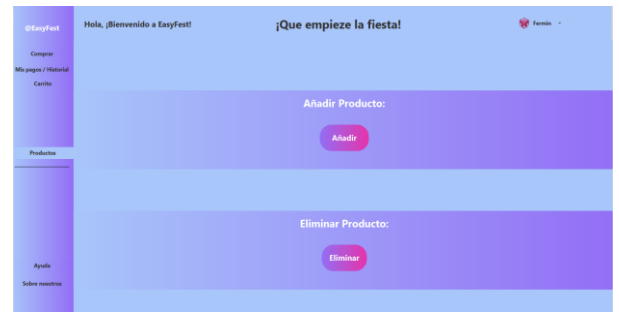 @EasyFest
Hola, ¡Bienvenido a EasyFest!
¡Que empieze la fiesta!
Fermín
Comprar
Mis pagos / Historial
Carrito
Añadir Producto:
Añadir
Productos
Eliminar Producto:
Eliminar
Ayuda
Sobre nosotros